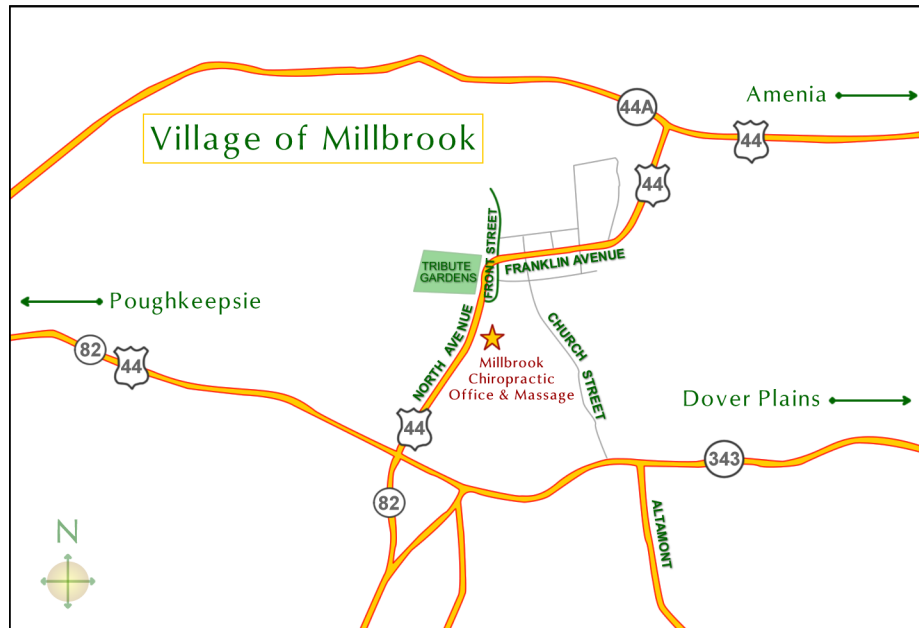 44A
Amenia
44
Village of Millbrook
44
FRONT STREET
FRANKLIN AVENUE
TRIBUTE
GARDENS
Poughkeepsie
NORTH AVENUE
CHURCH STREET
82
44
Millbrook
Chiropractic
Office & Massage
Dover Plains
44
343
82
ALTAMONT
N